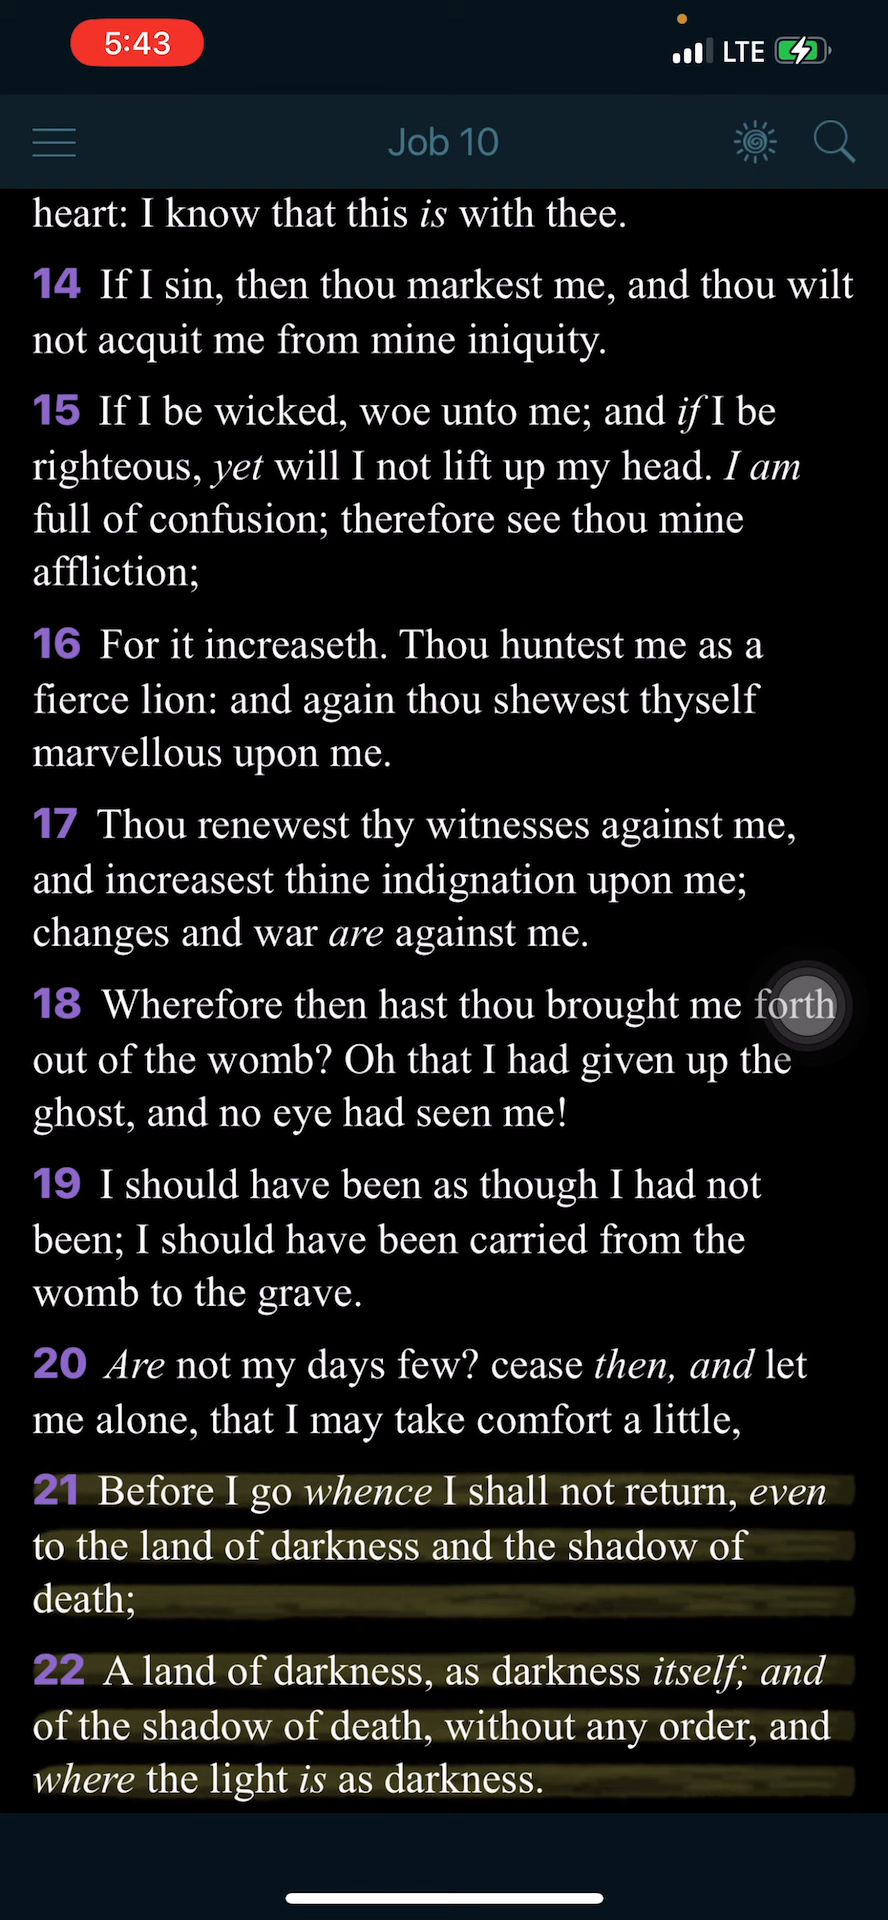 5:43
LTE
Job 10
heart: I know that this is with thee.
14 If I sin, then thou markest me, and thou wilt
not acquit me from mine iniquity.
15 If I be wicked, woe unto me; and if I be
righteous, yet will I not lift up my head. I am
full of confusion; therefore see thou mine
affliction;
16 For it increaseth. Thou huntest me as a
fierce lion: and again thou shewest thyself
marvellous upon me.
17 Thou renewest thy witnesses against me,
and increasest thine indignation upon me;
changes and war are against me.
18 Wherefore then hast thou brought me forth
out of the womb? Oh that I had given up the
ghost, and no eye had seen me!
19 I should have been as though I had not
been; I should have been carried from the
womb to the grave.
20 Are not my days few? cease then, and let
me alone, that I may take comfort a little,
21 Before I go whence I shall not return, even
to the land of darkness and the shadow of
death;
22 A land of darkness, as darkness itself; and
of the shadow of death, without any order, and
where the light is as darkness.